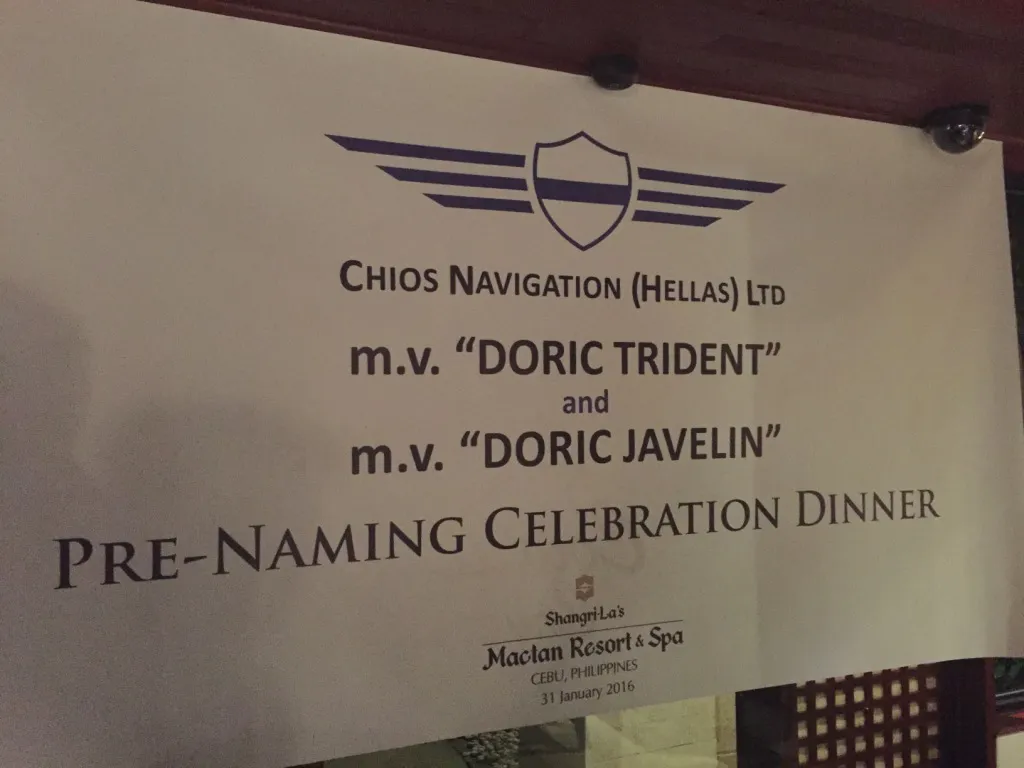 CHIOS NAVIGATION (HELLAS) LTD
m.v. “DORIC TRIDENT”
and
m.v. “DORIC JAVELIN”
PRE-NAMING CELEBRATION DINNER
Shangri-La's
Mactan Resort & Spa
CEBU, PHILIPPINES
31 January 2016